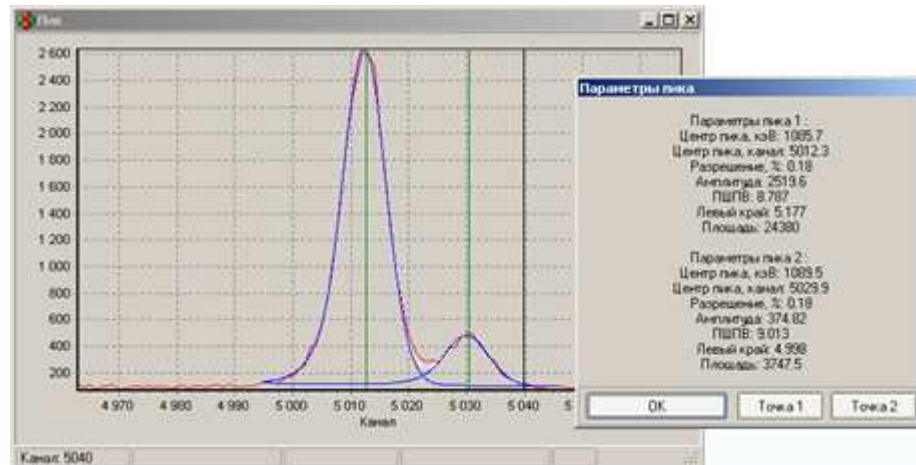 Пик
2 600
2 400
2 200
2 000
1 800
1 600
1 400
1 200
1 000
800
600
400
200
4 970
4 980
4 990
5 000
5 010
5 020
5 030
5 040
5
Канал
Канал: 5040
Параметры пика
Параметры пика 1 :
Центр пика, кэВ: 1085.7
Центр пика, канал: 5012.3
Разрешение, %: 0.18
Амплитуда: 2519.6
ПШПВ: 8.787
Левый край: 5.177
Площадь: 24380
Параметры пика 2 :
Центр пика, кэВ: 1089.5
Центр пика, канал: 5029.9
Разрешение, %: 0.18
Амплитуда: 374.82
ПШПВ: 9.013
Левый край: 4.998
Площадь: 3747.5
OK
Точка 1
Точка 2